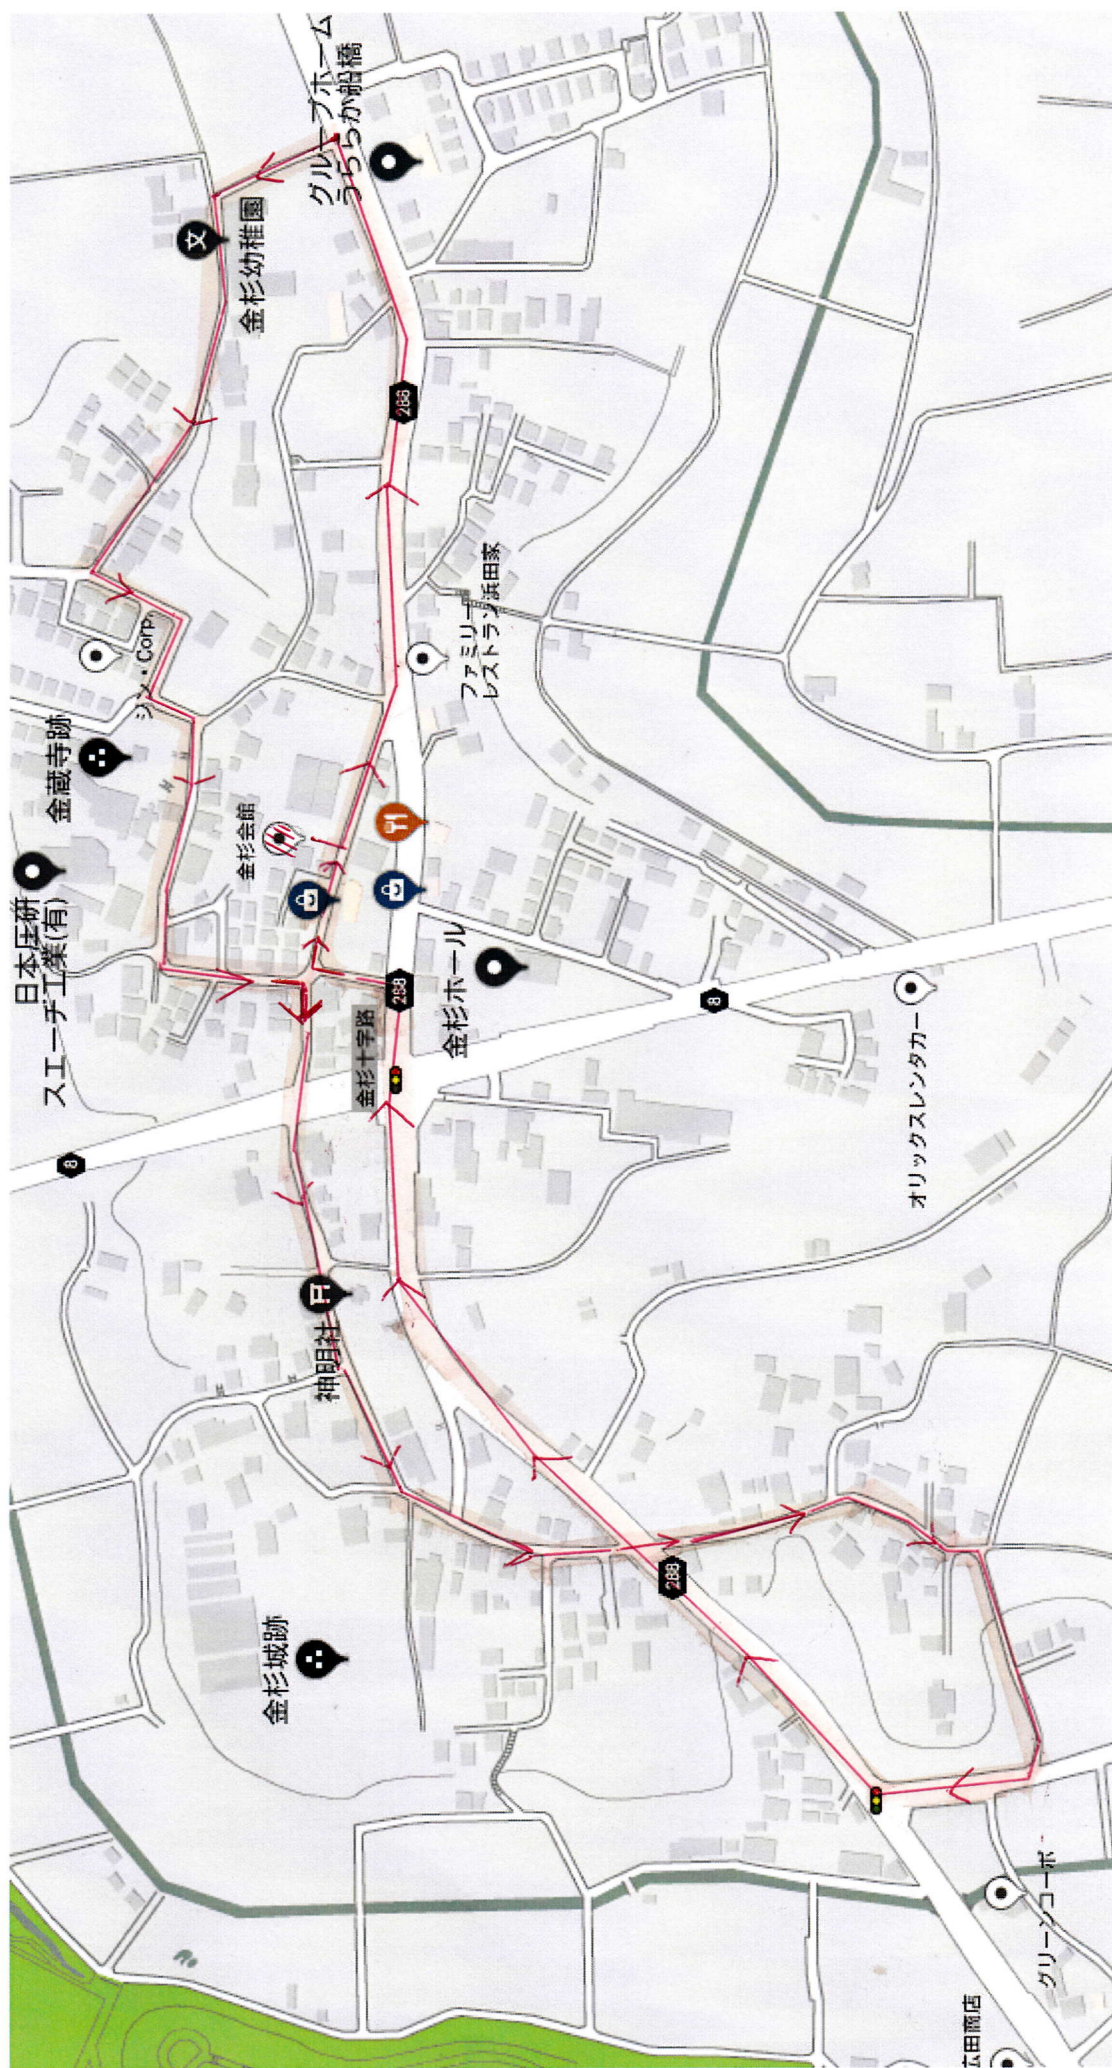 グループホーム
うららか船橋
金杉幼稚園
288
ファミリー
レストラン浜田家
ジン・Corp.
金蔵寺跡
金杉会館
日本圧研
スエーヂ工業(有)
288
金杉十字路
金杉ホール
8
8
オリックスレンタカー
神明社
288
金杉城跡
グリーンコーポ
広田商店